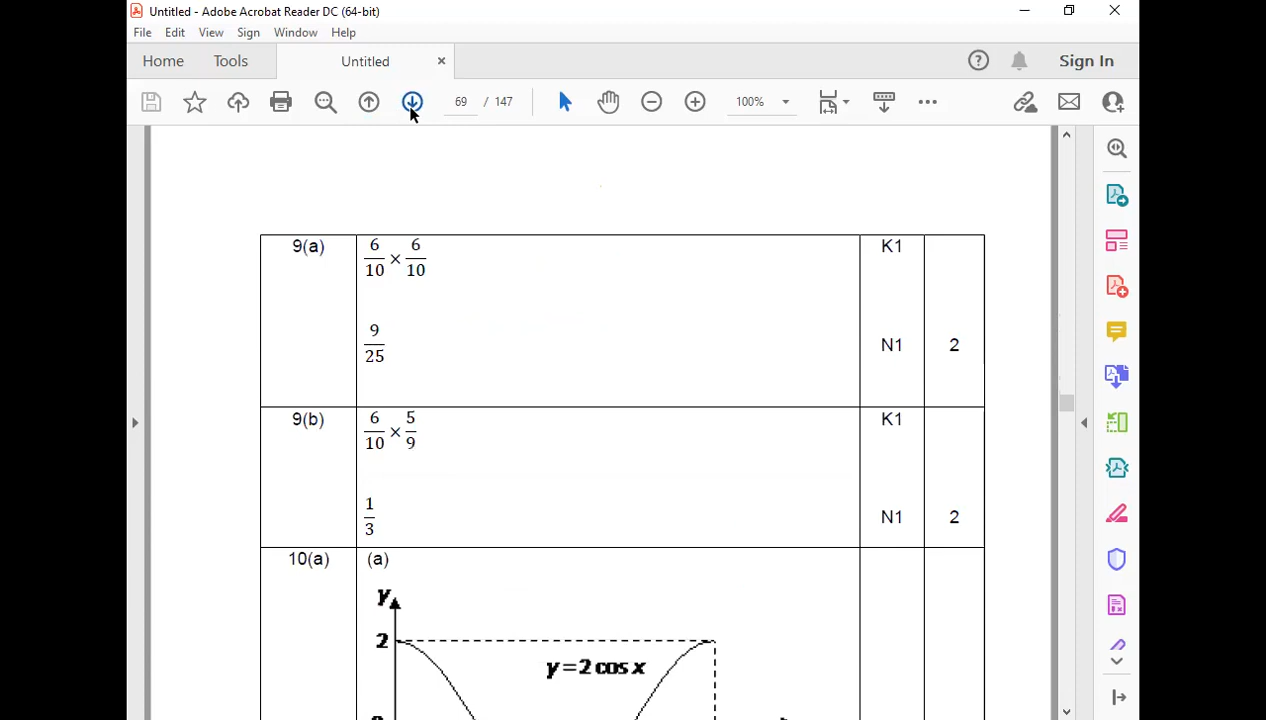 Untitled - Adobe Acrobat Reader DC (64-bit)
File Edit View Sign Window Help
Home Tools Untitled × Sign In
69 / 147 100%
9(a) 6/10 × 6/10 K1
9/25 N1 2
9(b) 6/10 × 5/9 K1
1/3 N1 2
10(a) (a)
y
2
y = 2 cos x